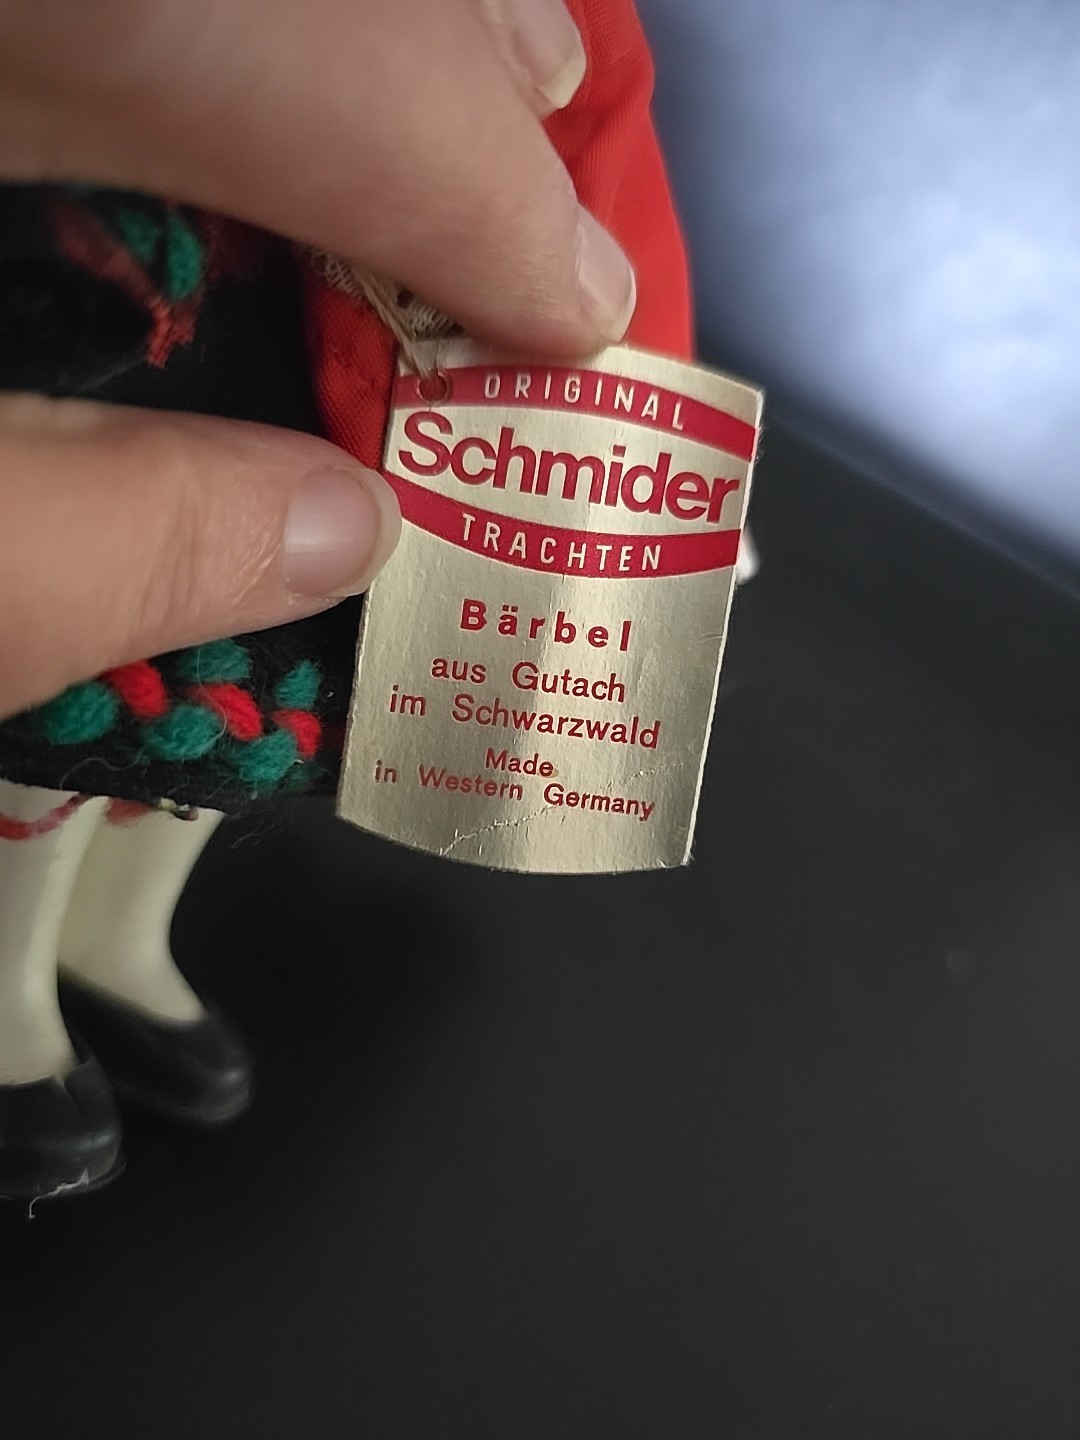 ORIGINAL
Schmider
TRACHTEN
Bärbel
aus Gutach
im Schwarzwald
Made
in Western Germany